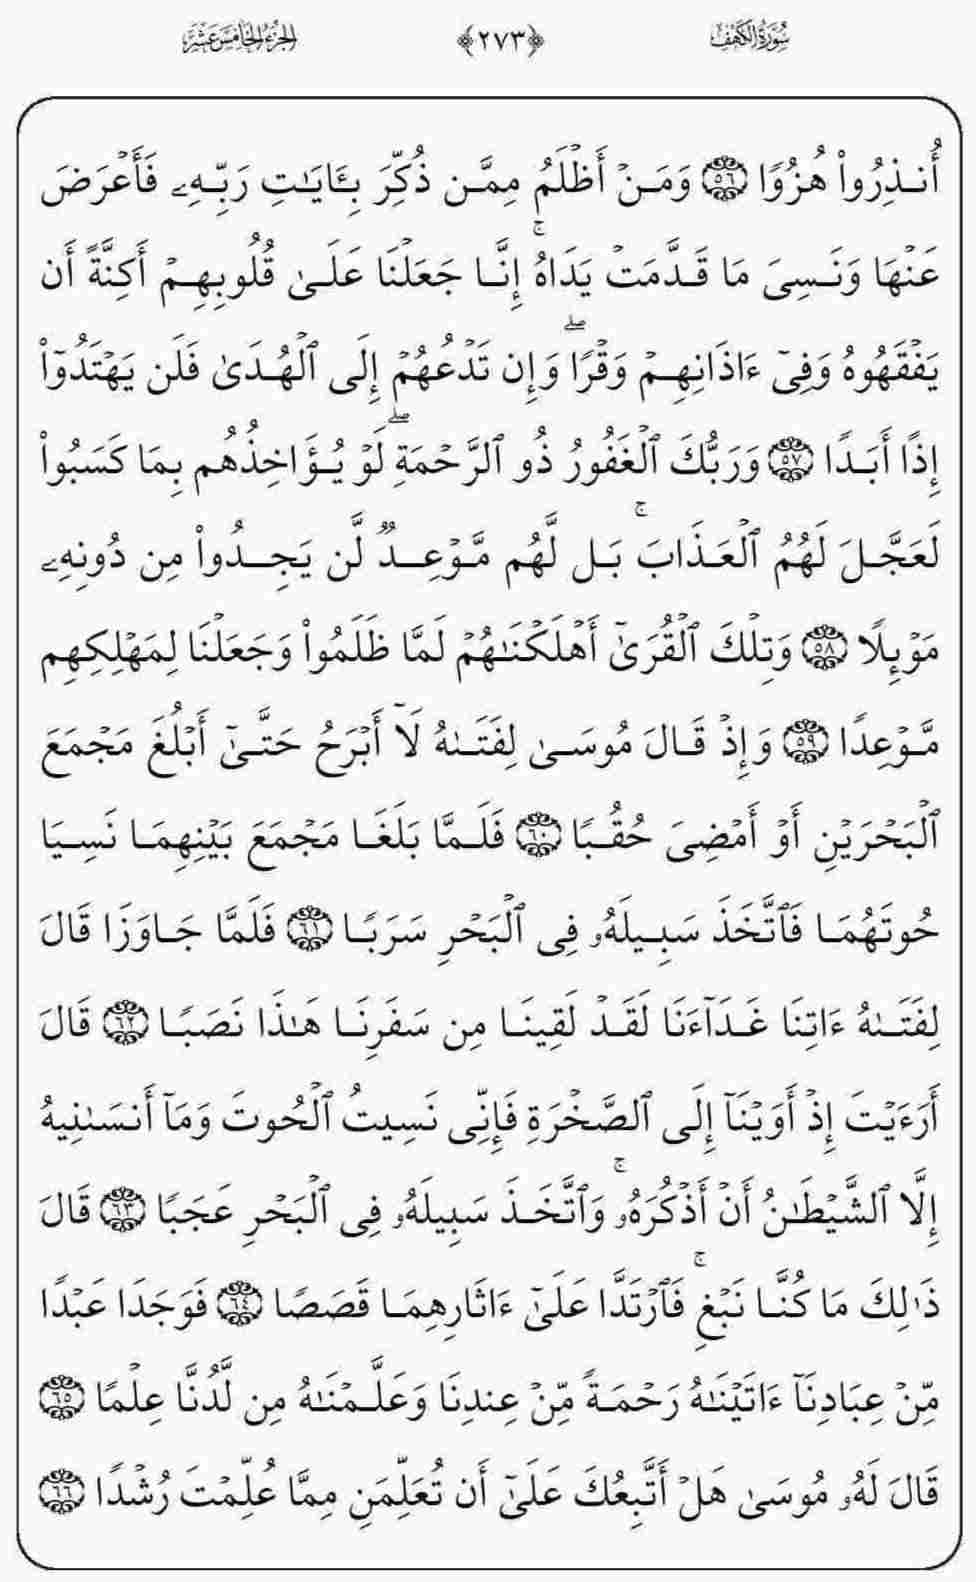 سُورَةُ الكَهْفِ ﴿٢٧٣﴾ الجُزْءُ الخَامِسَ عَشَرَ
أُنذِرُوا۟ هُزُوًا ٥٦ وَمَنْ أَظْلَمُ مِمَّن ذُكِّرَ بِـَٔايَـٰتِ رَبِّهِۦ فَأَعْرَضَ
عَنْهَا وَنَسِىَ مَا قَدَّمَتْ يَدَاهُ ۚ إِنَّا جَعَلْنَا عَلَىٰ قُلُوبِهِمْ أَكِنَّةً أَن
يَفْقَهُوهُ وَفِىٓ ءَاذَانِهِمْ وَقْرًا ۖ وَإِن تَدْعُهُمْ إِلَى ٱلْهُدَىٰ فَلَن يَهْتَدُوٓا۟
إِذًا أَبَدًا ٥٧ وَرَبُّكَ ٱلْغَفُورُ ذُو ٱلرَّحْمَةِ ۖ لَوْ يُؤَاخِذُهُم بِمَا كَسَبُوا۟
لَعَجَّلَ لَهُمُ ٱلْعَذَابَ ۚ بَل لَّهُم مَّوْعِدٌ لَّن يَجِدُوا۟ مِن دُونِهِۦ
مَوْئِلًا ٥٨ وَتِلْكَ ٱلْقُرَىٰٓ أَهْلَكْنَـٰهُمْ لَمَّا ظَلَمُوا۟ وَجَعَلْنَا لِمَهْلِكِهِم
مَّوْعِدًا ٥٩ وَإِذْ قَالَ مُوسَىٰ لِفَتَىٰهُ لَآ أَبْرَحُ حَتَّىٰٓ أَبْلُغَ مَجْمَعَ
ٱلْبَحْرَيْنِ أَوْ أَمْضِىَ حُقُبًا ٦٠ فَلَمَّا بَلَغَا مَجْمَعَ بَيْنِهِمَا نَسِيَا
حُوتَهُمَا فَٱتَّخَذَ سَبِيلَهُۥ فِى ٱلْبَحْرِ سَرَبًا ٦١ فَلَمَّا جَاوَزَا قَالَ
لِفَتَىٰهُ ءَاتِنَا غَدَآءَنَا لَقَدْ لَقِينَا مِن سَفَرِنَا هَـٰذَا نَصَبًا ٦٢ قَالَ
أَرَءَيْتَ إِذْ أَوَيْنَآ إِلَى ٱلصَّخْرَةِ فَإِنِّى نَسِيتُ ٱلْحُوتَ وَمَآ أَنسَىٰنِيهُ
إِلَّا ٱلشَّيْطَـٰنُ أَنْ أَذْكُرَهُۥ ۚ وَٱتَّخَذَ سَبِيلَهُۥ فِى ٱلْبَحْرِ عَجَبًا ٦٣ قَالَ
ذَٰلِكَ مَا كُنَّا نَبْغِ ۚ فَٱرْتَدَّا عَلَىٰٓ ءَاثَارِهِمَا قَصَصًا ٦٤ فَوَجَدَا عَبْدًا
مِّنْ عِبَادِنَآ ءَاتَيْنَـٰهُ رَحْمَةً مِّنْ عِندِنَا وَعَلَّمْنَـٰهُ مِن لَّدُنَّا عِلْمًا ٦٥
قَالَ لَهُۥ مُوسَىٰ هَلْ أَتَّبِعُكَ عَلَىٰٓ أَن تُعَلِّمَنِ مِمَّا عُلِّمْتَ رُشْدًا ٦٦